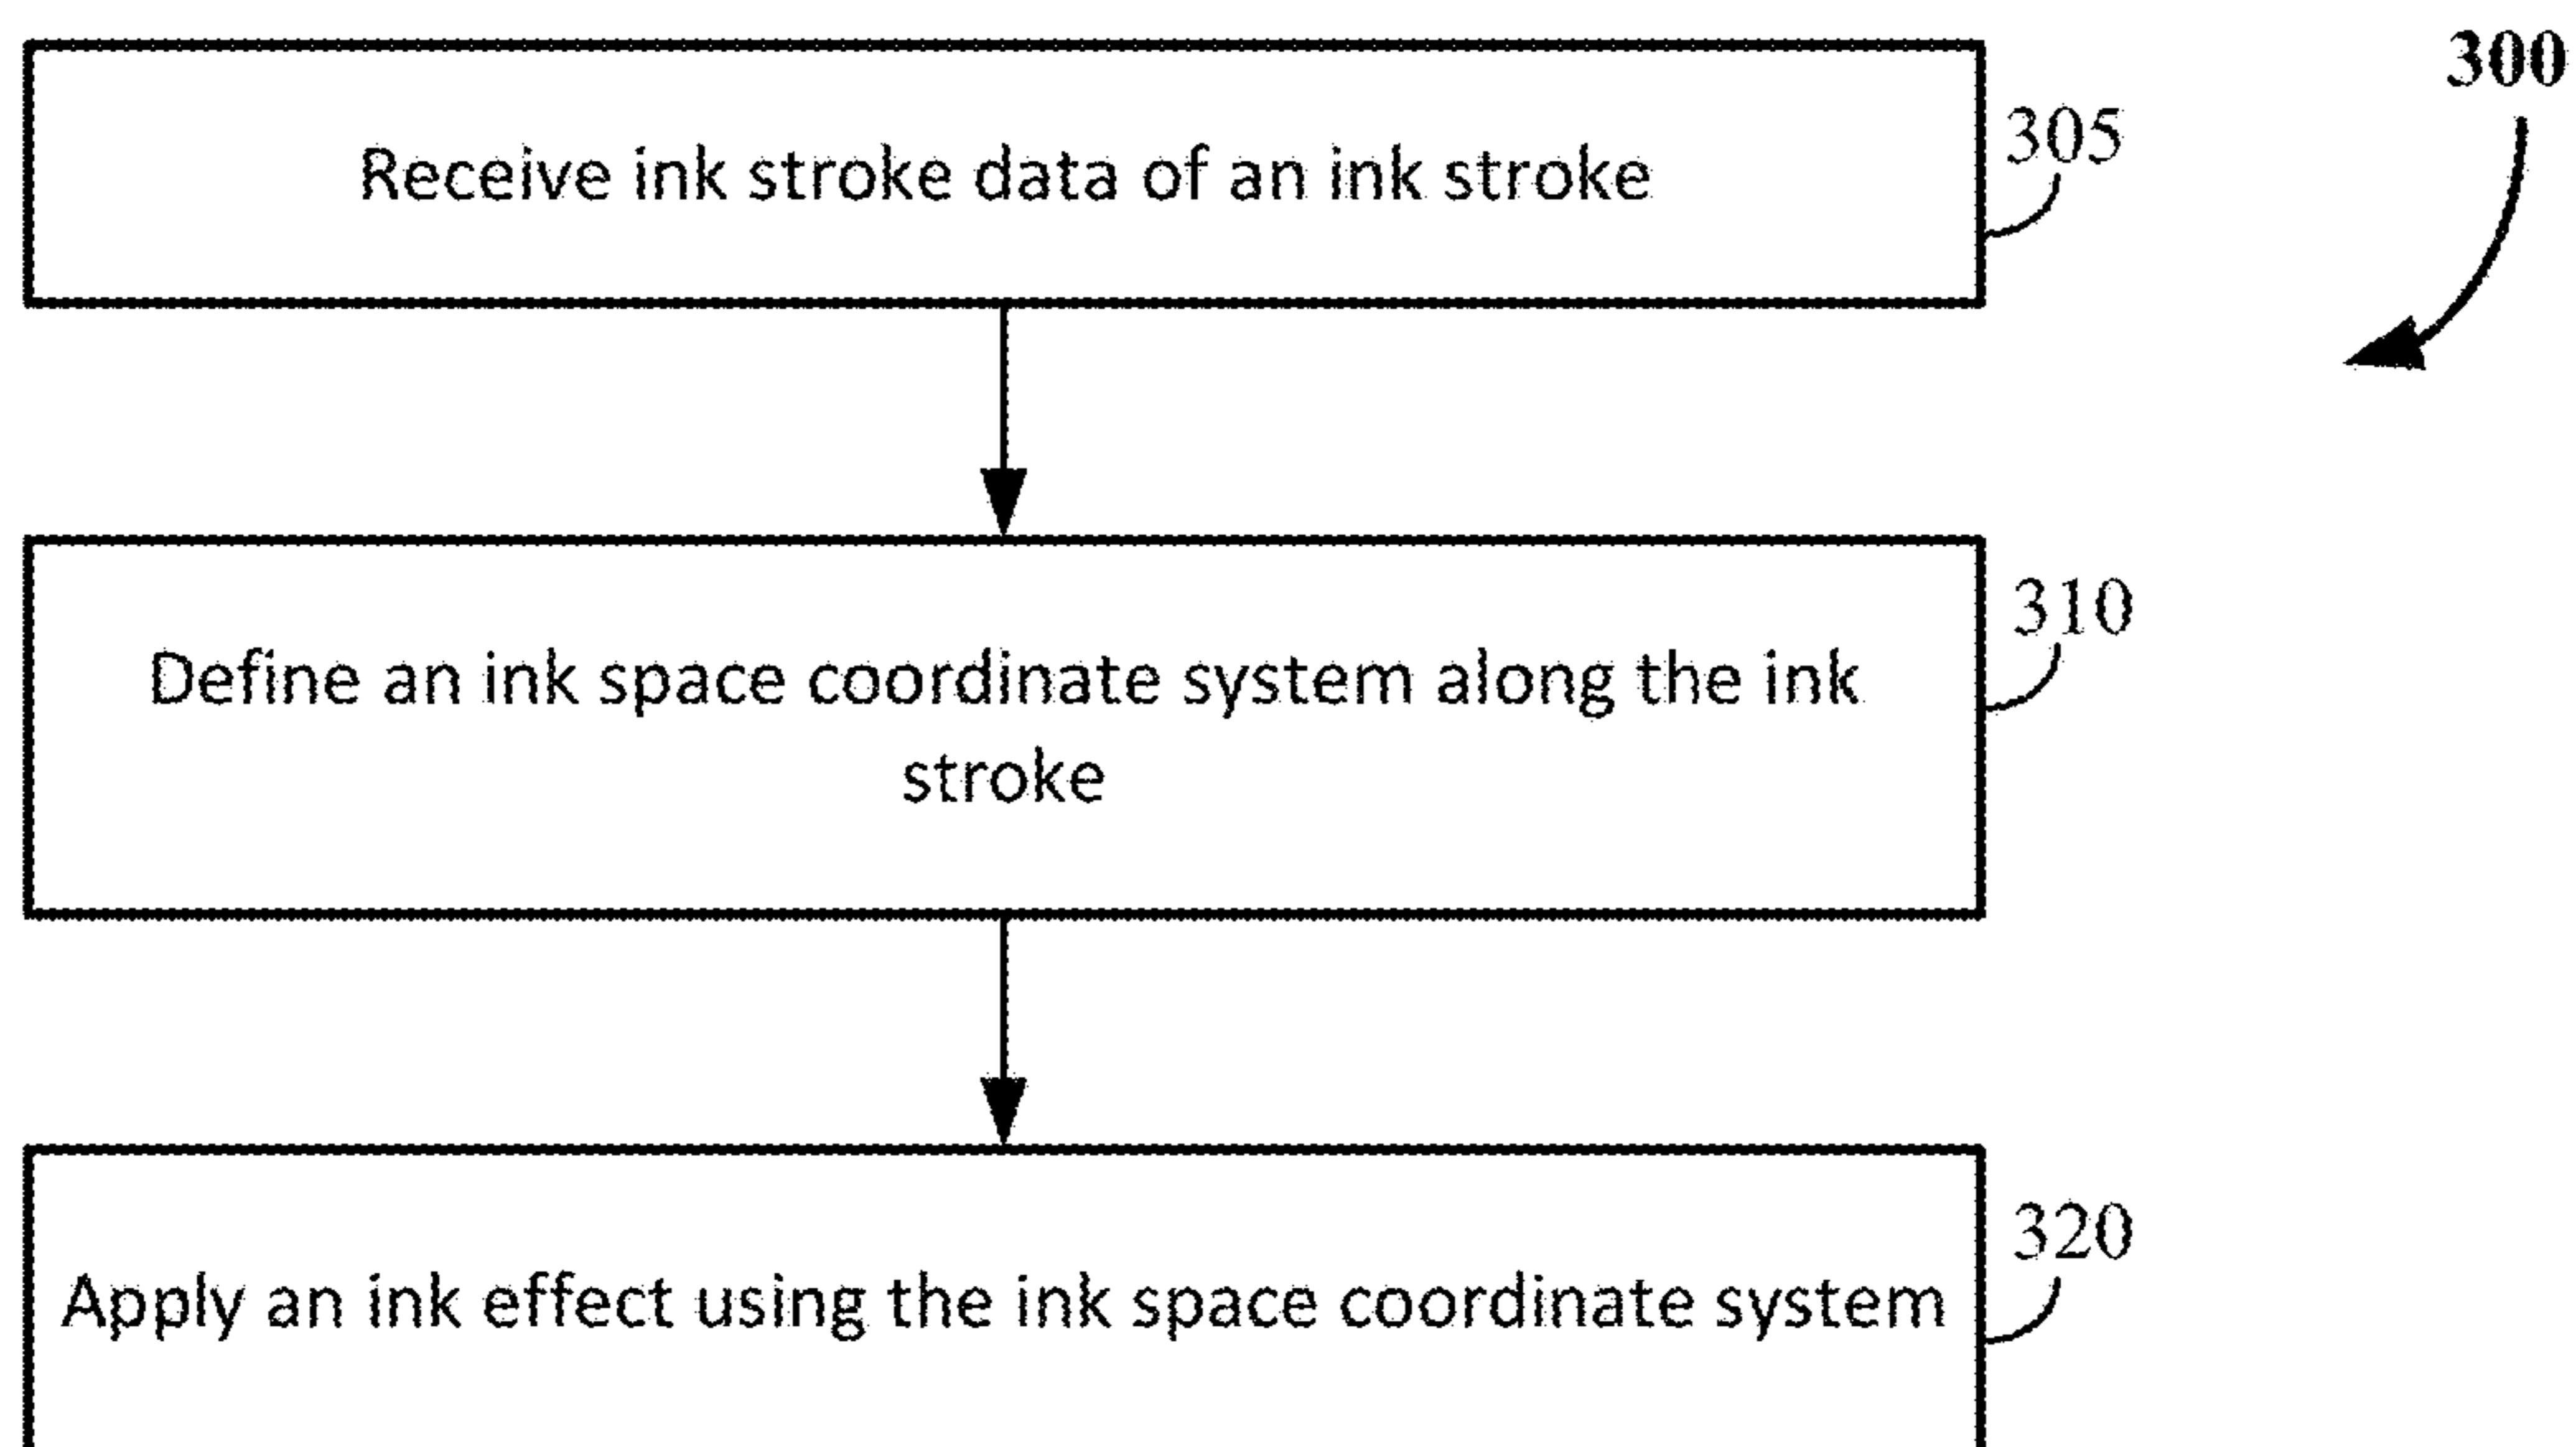 300
305
Receive ink stroke data of an ink stroke
310
Define an ink space coordinate system along the ink
stroke
320
Apply an ink effect using the ink space coordinate system